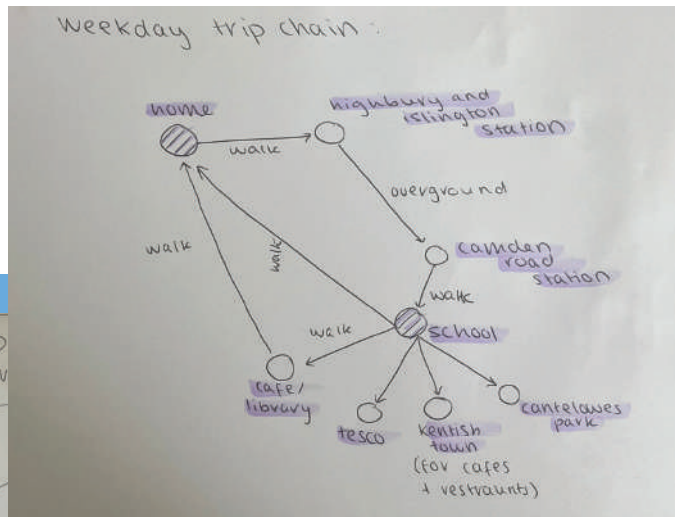 weekday trip chain :
home
highbury and
islington
station
walk
overground
walk
walk
camden
road
station
walk
walk
school
cafe/
library
tesco
kentish
town
(for cafes
+ restraunts)
cantelowes
park